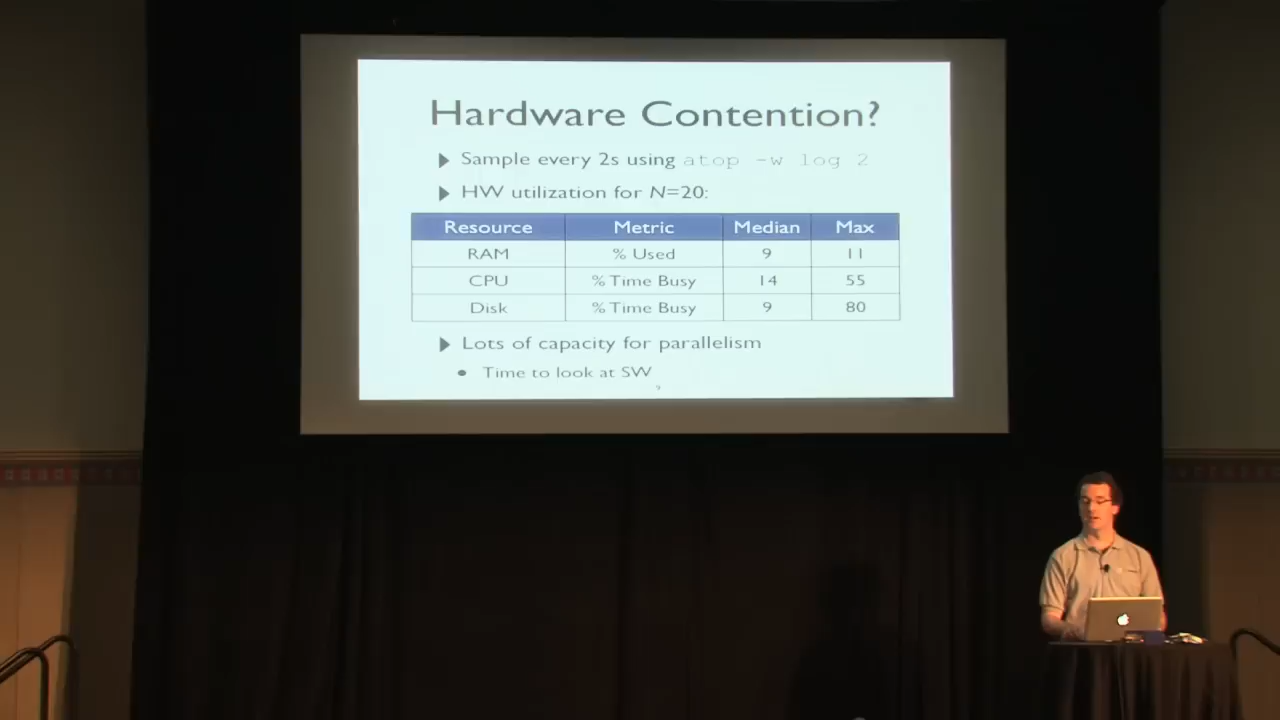 Hardware Contention?
Sample every 2s using atop -w log 2
HW utilization for N=20:
Resource Metric Median Max
RAM % Used 9 11
CPU % Time Busy 14 55
Disk % Time Busy 9 80
Lots of capacity for parallelism
Time to look at SW
9